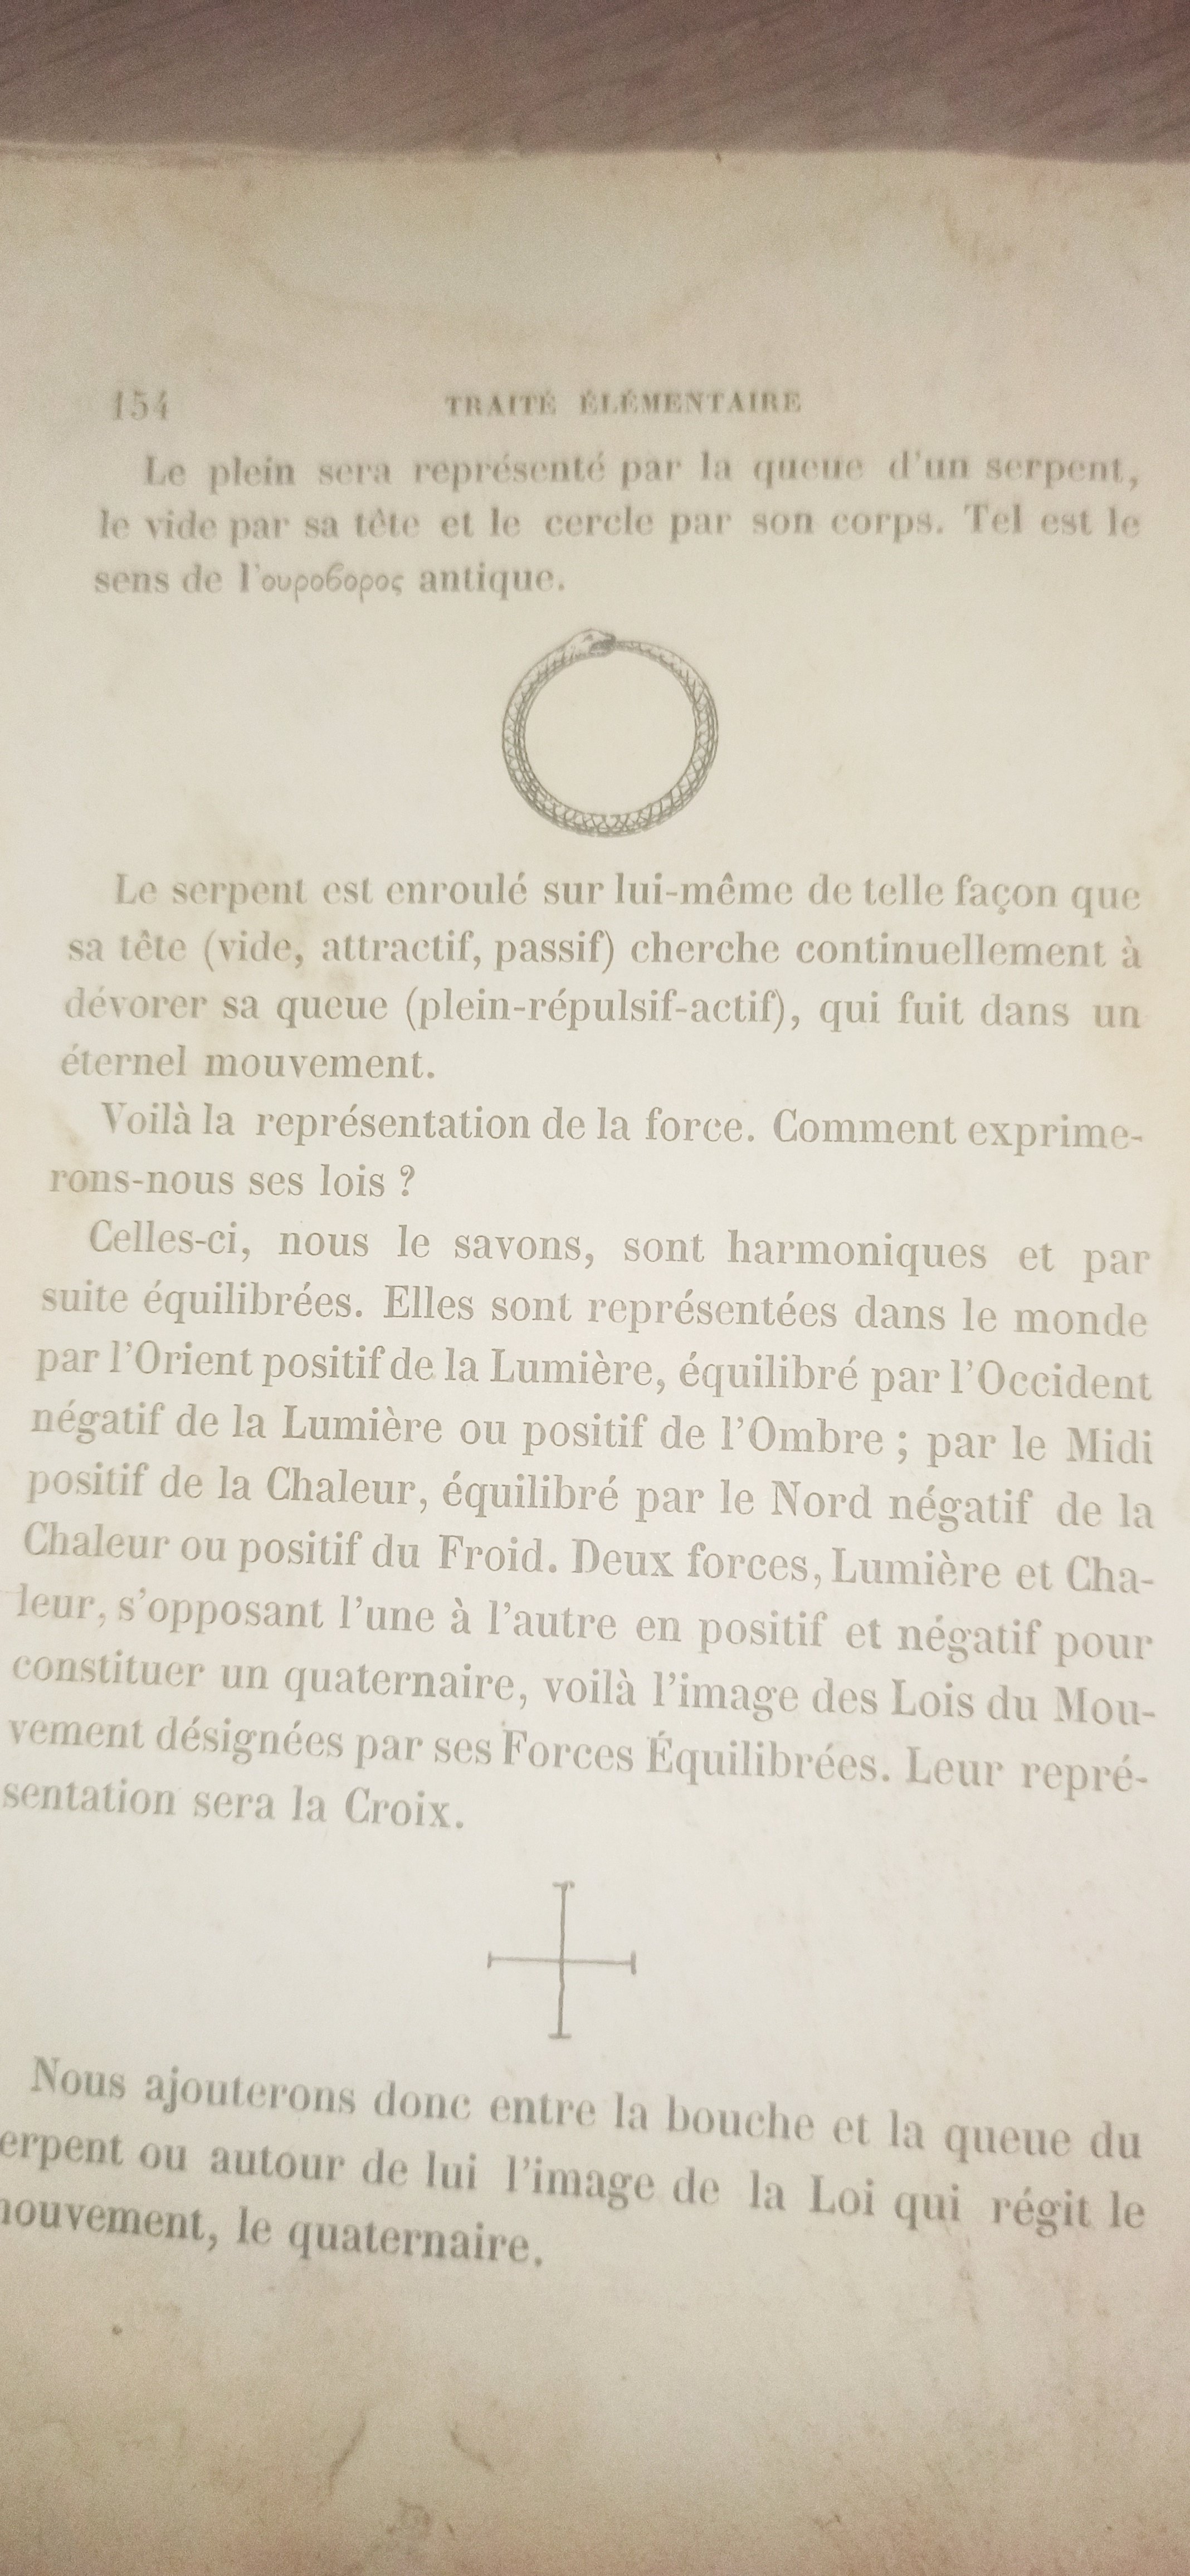 154 TRAITÉ ÉLÉMENTAIRE
Le plein sera représenté par la queue d'un serpent,
le vide par sa tête et le cercle par son corps. Tel est le
sens de l'ουροϐορος antique.
Le serpent est enroulé sur lui-même de telle façon que
sa tête (vide, attractif, passif) cherche continuellement à
dévorer sa queue (plein-répulsif-actif), qui fuit dans un
éternel mouvement.
Voilà la représentation de la force. Comment exprime-
rons-nous ses lois ?
Celles-ci, nous le savons, sont harmoniques et par
suite équilibrées. Elles sont représentées dans le monde
par l'Orient positif de la Lumière, équilibré par l'Occident
négatif de la Lumière ou positif de l'Ombre ; par le Midi
positif de la Chaleur, équilibré par le Nord négatif de la
Chaleur ou positif du Froid. Deux forces, Lumière et Cha-
leur, s'opposant l'une à l'autre en positif et négatif pour
constituer un quaternaire, voilà l'image des Lois du Mou-
vement désignées par ses Forces Équilibrées. Leur repré-
sentation sera la Croix.
Nous ajouterons donc entre la bouche et la queue du
erpent ou autour de lui l'image de la Loi qui régit le
nouvement, le quaternaire.